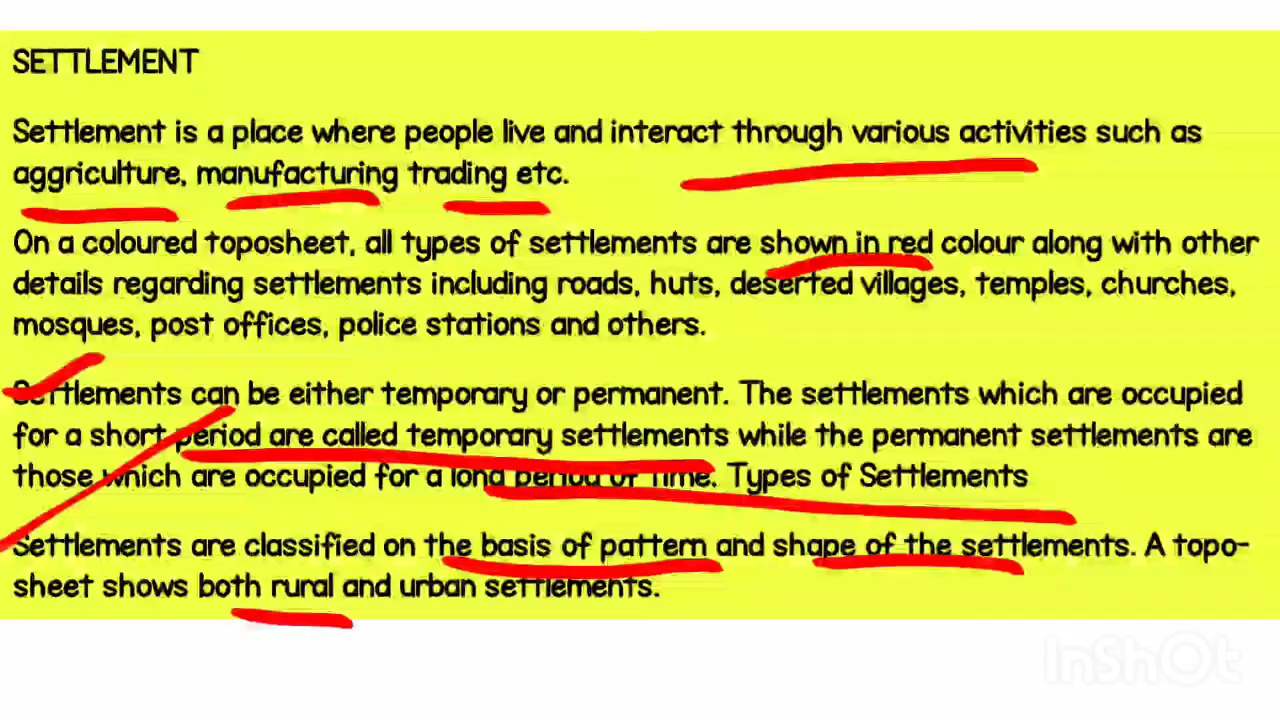 SETTLEMENT
Settlement is a place where people live and interact through various activities such as
aggriculture, manufacturing trading etc.
On a coloured toposheet, all types of settlements are shown in red colour along with other
details regarding settlements including roads, huts, deserted villages, temples, churches,
mosques, post offices, police stations and others.
Settlements can be either temporary or permanent. The settlements which are occupied
for a short period are called temporary settlements while the permanent settlements are
those which are occupied for a long period of time. Types of Settlements
Settlements are classified on the basis of pattern and shape of the settlements. A topo-
sheet shows both rural and urban settlements.
InShOt